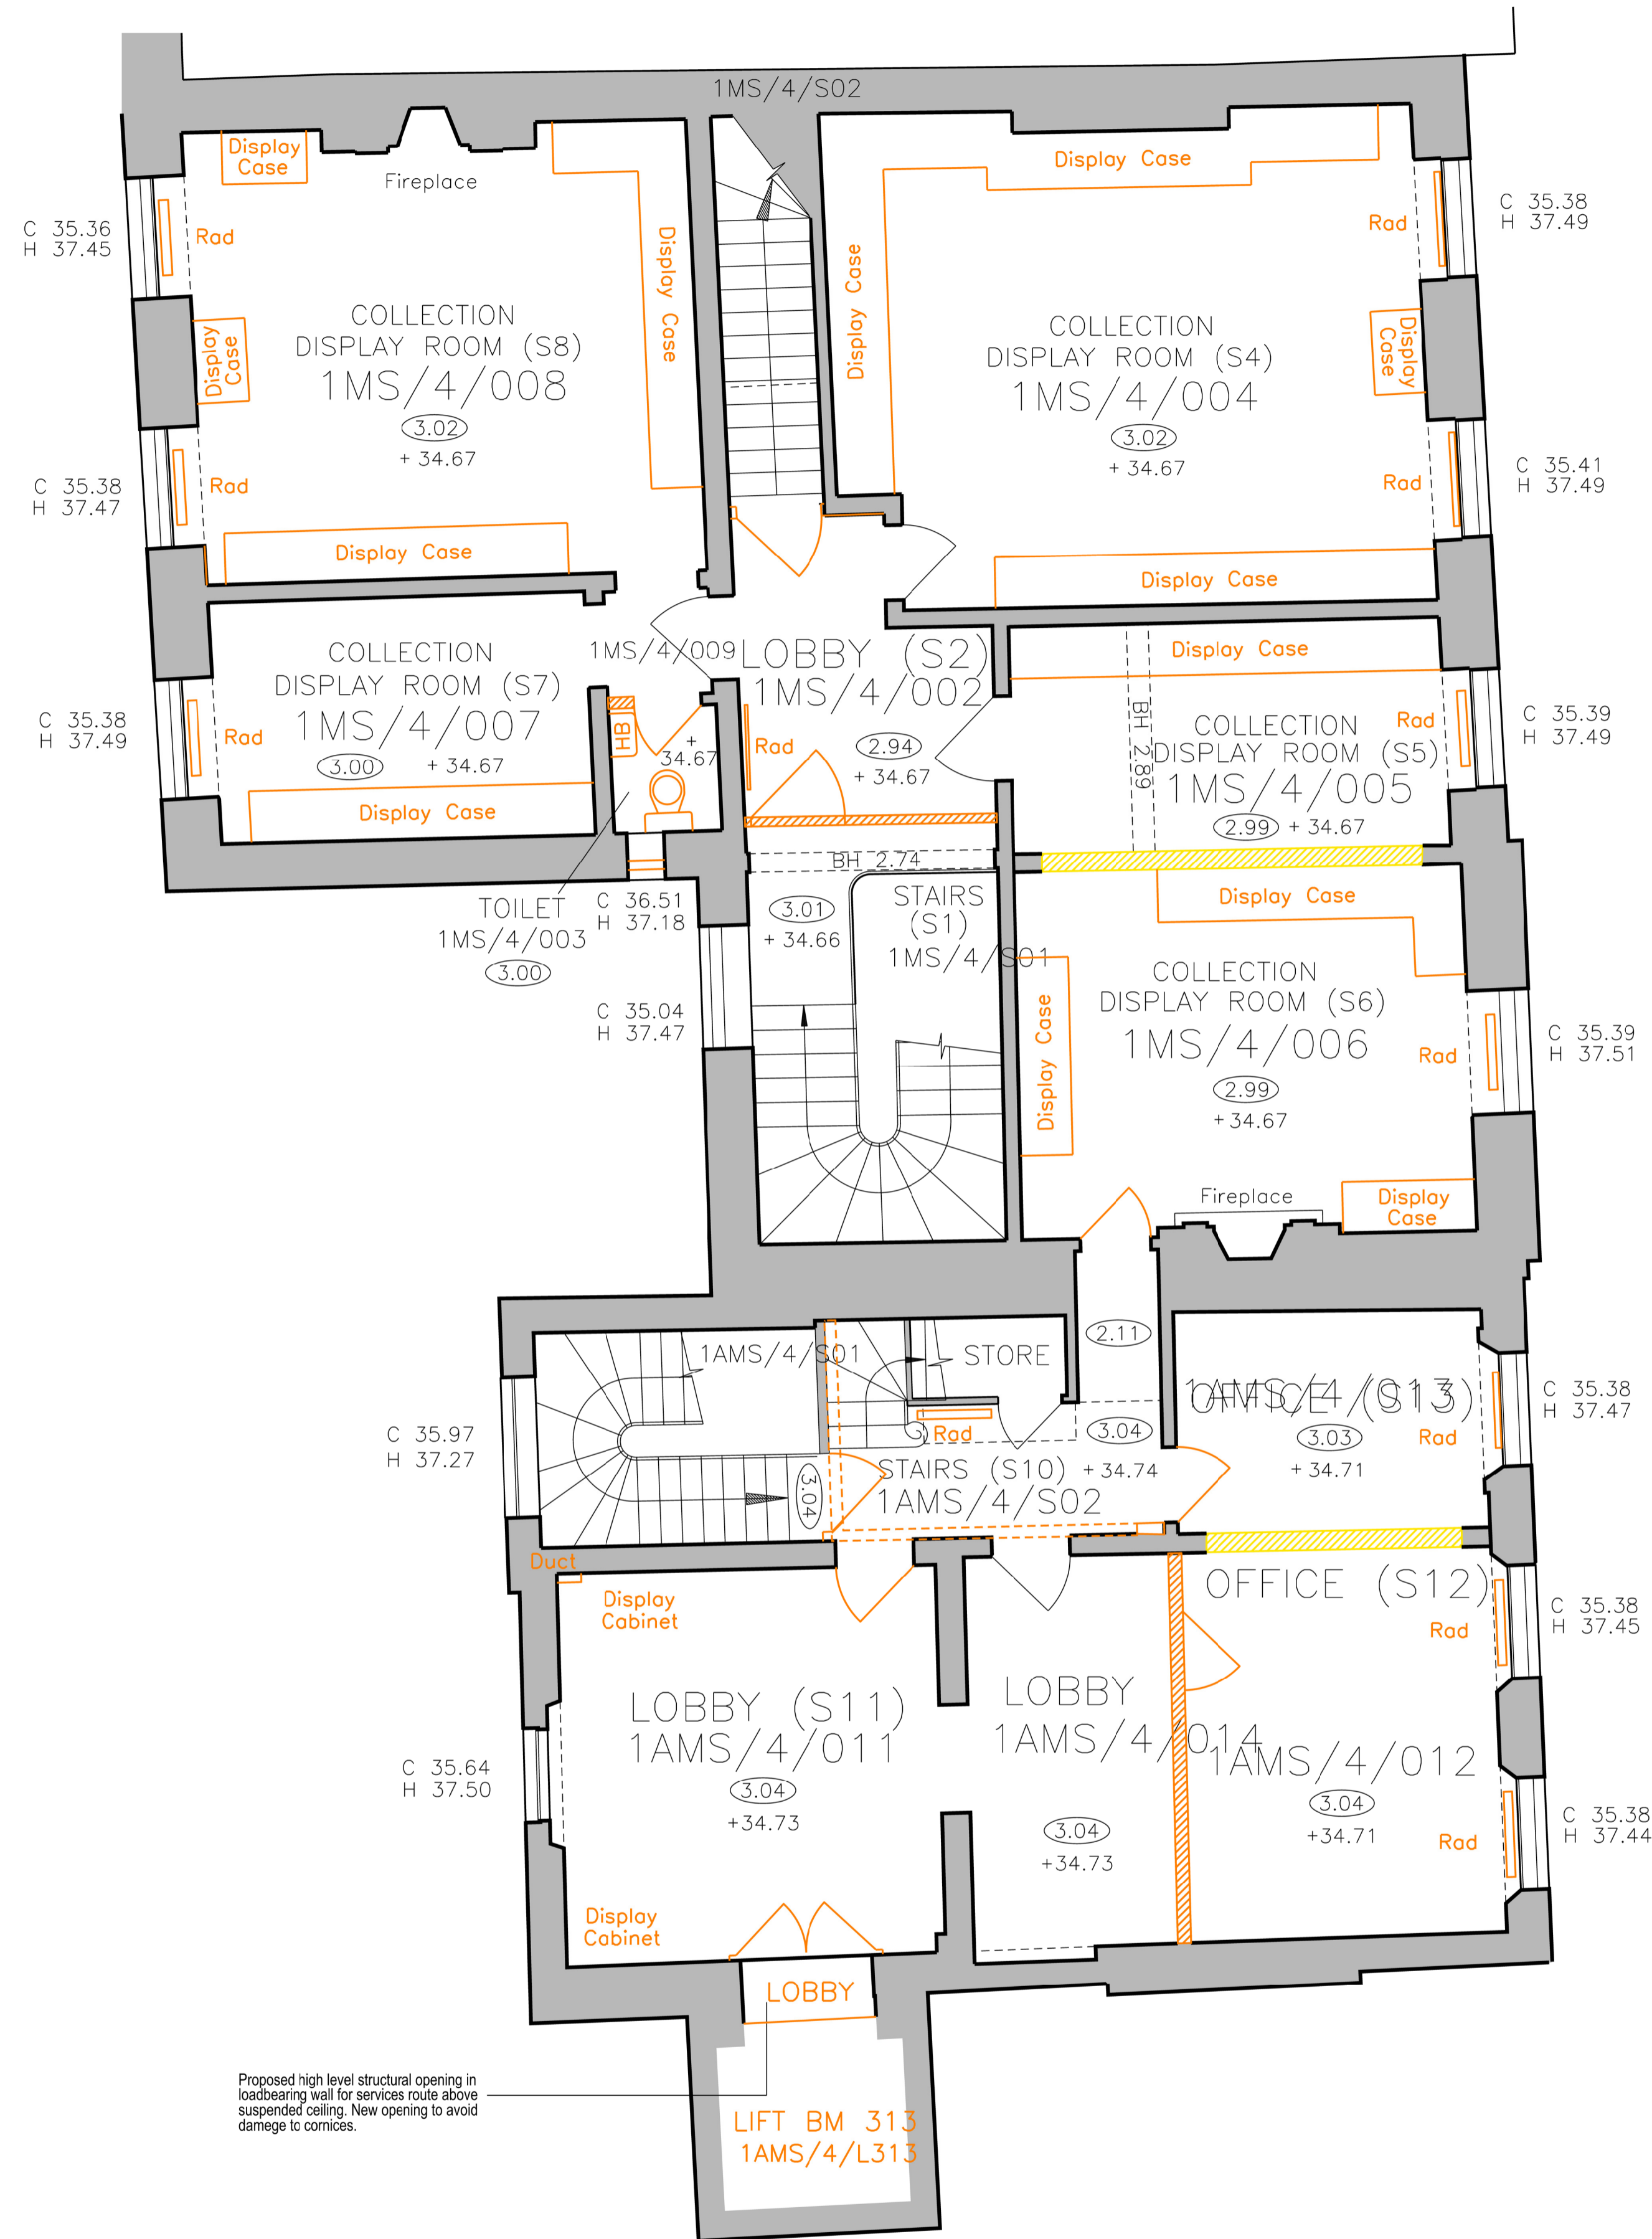 1MS/4/S02
Display
Case
Fireplace
C 35.36
H 37.45
Rad
Display Case
COLLECTION
DISPLAY ROOM (S8)
1MS/4/008
3.02
+ 34.67
Display
Case
C 35.38
H 37.47
Rad
Display Case
Display Case
Display Case
Rad
C 35.38
H 37.49
COLLECTION
DISPLAY ROOM (S4)
1MS/4/004
3.02
+ 34.67
Display
Case
C 35.41
H 37.49
Rad
Display Case
COLLECTION
DISPLAY ROOM (S7)
1MS/4/007
3.00
+ 34.67
C 35.38
H 37.49
Rad
Display Case
1MS/4/009
HB
+
34.67
LOBBY (S2)
1MS/4/002
Rad
2.94
+ 34.67
Display Case
BH 2.89
COLLECTION
DISPLAY ROOM (S5)
1MS/4/005
2.99
+ 34.67
Rad
C 35.39
H 37.49
TOILET
1MS/4/003
3.00
C 36.51
H 37.18
BH 2.74
3.01
+ 34.66
STAIRS
(S1)
1MS/4/S01
C 35.04
H 37.47
Display Case
Display Case
COLLECTION
DISPLAY ROOM (S6)
1MS/4/006
2.99
+34.67
Rad
C 35.39
H 37.51
Fireplace
Display
Case
1AMS/4/S01
STORE
2.11
C 35.97
H 37.27
3.04
Rad
STAIRS (S10)
1AMS/4/S02
3.04
+ 34.74
1AMS/4/013
OFFICE (S13)
3.03
+ 34.71
Rad
C 35.38
H 37.47
Duct
Display
Cabinet
LOBBY (S11)
1AMS/4/011
3.04
+34.73
C 35.64
H 37.50
Display
Cabinet
LOBBY
1AMS/4/014
3.04
+34.73
OFFICE (S12)
Rad
C 35.38
H 37.45
1AMS/4/012
3.04
+34.71
Rad
C 35.38
H 37.44
LOBBY
Proposed high level structural opening in
loadbearing wall for services route above
suspended ceiling. New opening to avoid
damege to cornices.
LIFT BM 313
1AMS/4/L313